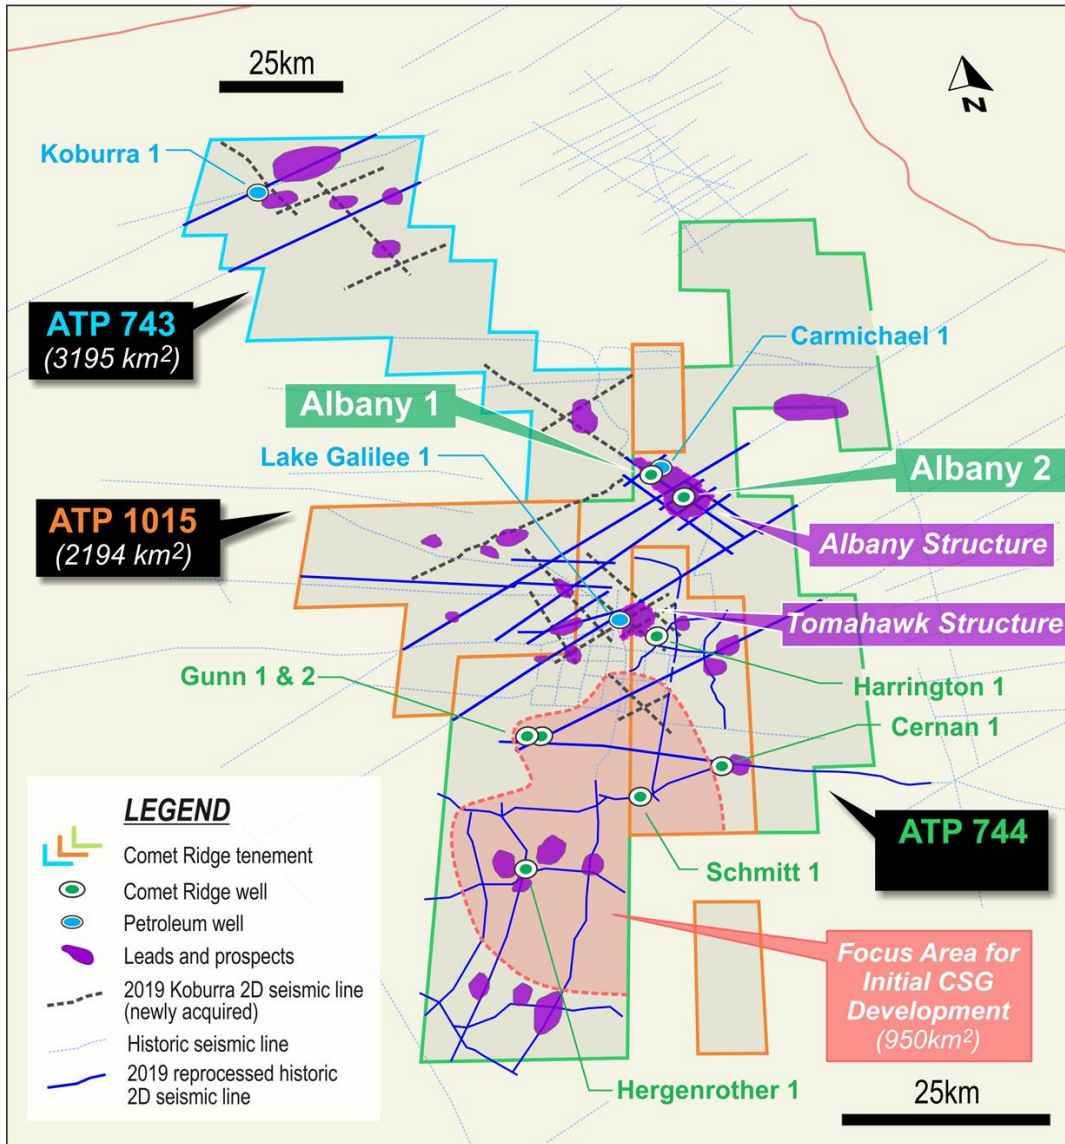 25km
N
Koburra 1
ATP 743
(3195 km²)
Carmichael 1
Albany 1
Lake Galilee 1
Albany 2
ATP 1015
(2194 km²)
Albany Structure
Tomahawk Structure
Gunn 1 & 2
Harrington 1
Cernan 1
LEGEND
Comet Ridge tenement
Comet Ridge well
Petroleum well
Leads and prospects
2019 Koburra 2D seismic line
(newly acquired)
Historic seismic line
2019 reprocessed historic
2D seismic line
ATP 744
Schmitt 1
Focus Area for
Initial CSG
Development
(950km²)
Hergenrother 1
25km